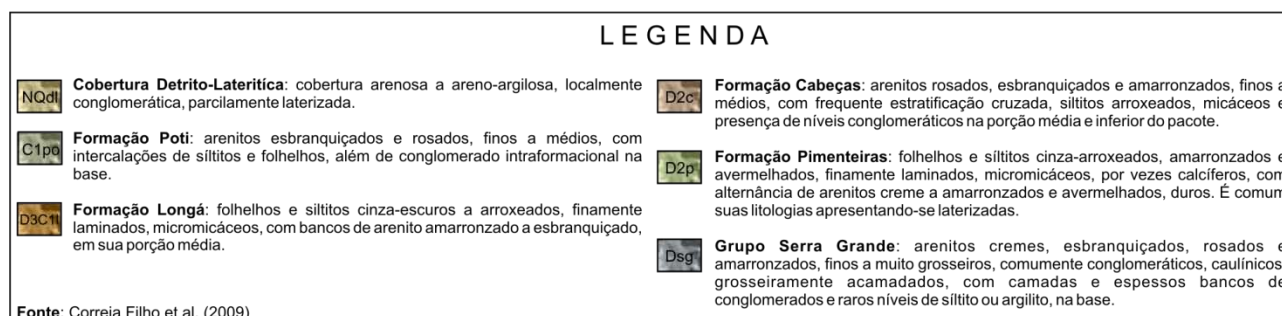 LEGENDA
NQdl
Cobertura Detrito-Lateritíca: cobertura arenosa a areno-argilosa, localmente
conglomerática, parcilamente laterizada.
C1po
Formação Poti: arenitos esbranquiçados e rosados, finos a médios, com
intercalações de síltitos e folhelhos, além de conglomerado intraformacional na
base.
D3C1l
Formação Longá: folhelhos e siltitos cinza-escuros a arroxeados, finamente
laminados, micromicáceos, com bancos de arenito amarronzado a esbranquiçado,
em sua porção média.
Fonte: Correia Filho et al. (2009)
D2c
Formação Cabeças: arenitos rosados, esbranquiçados e amarronzados, finos a
médios, com frequente estratificação cruzada, siltitos arroxeados, micáceos e
presença de níveis conglomeráticos na porção média e inferior do pacote.
D2p
Formação Pimenteiras: folhelhos e síltitos cinza-arroxeados, amarronzados e
avermelhados, finamente laminados, micromicáceos, por vezes calcíferos, com
alternância de arenitos creme a amarronzados e avermelhados, duros. É comum
suas litologias apresentando-se laterizadas.
Dsg
Grupo Serra Grande: arenitos cremes, esbranquiçados, rosados e
amarronzados, finos a muito grosseiros, comumente conglomeráticos, caulínicos
grosseiramente acamadados, com camadas e espessos bancos de
conglomerados e raros níveis de síltito ou argilito, na base.